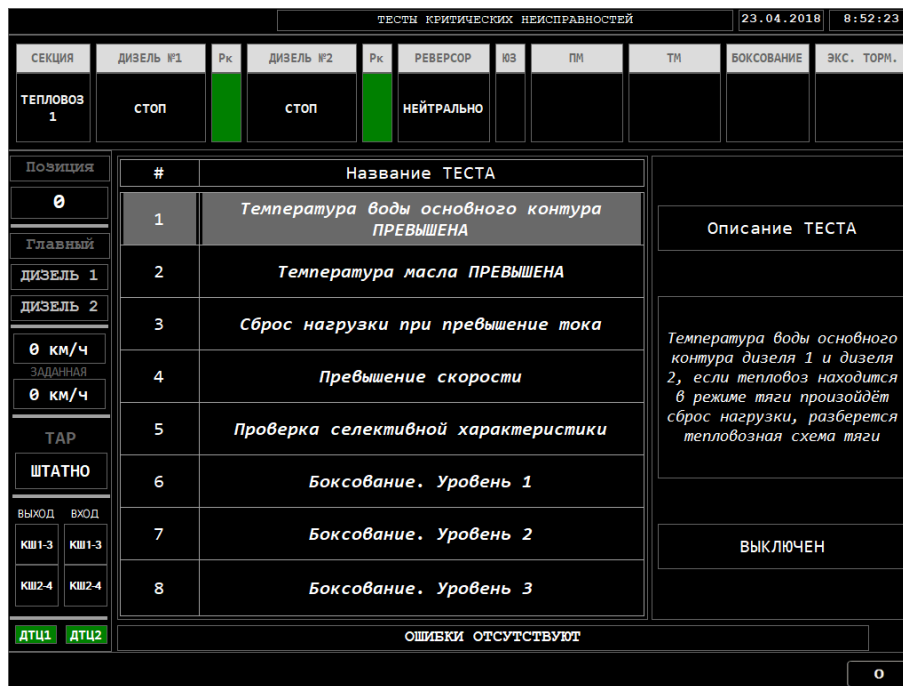 ТЕСТЫ КРИТИЧЕСКИХ НЕИСПРАВНОСТЕЙ 23.04.2018 8:52:23
СЕКЦИЯ ДИЗЕЛЬ №1 Рк ДИЗЕЛЬ №2 Рк РЕВЕРСОР ЮЗ ПМ ТМ БОКСОВАНИЕ ЭКС. ТОРМ.
ТЕПЛОВОЗ
1
СТОП
СТОП
НЕЙТРАЛЬНО
Позиция
0
Главный
ДИЗЕЛЬ 1
ДИЗЕЛЬ 2
0 км/ч
ЗАДАННАЯ
0 км/ч
ТАР
ШТАТНО
ВЫХОД ВХОД
КШ1-3 КШ1-3
КШ2-4 КШ2-4
ДТЦ1 ДТЦ2
# Название ТЕСТА
1 Температура воды основного контура
ПРЕВЫШЕНА
2 Температура масла ПРЕВЫШЕНА
3 Сброс нагрузки при превышение тока
4 Превышение скорости
5 Проверка селективной характеристики
6 Боксование. Уровень 1
7 Боксование. Уровень 2
8 Боксование. Уровень 3
Описание ТЕСТА
Температура воды основного
контура дизеля 1 и дизеля
2, если тепловоз находится
в режиме тяги произойдёт
сброс нагрузки, разберется
тепловозная схема тяги
ВЫКЛЮЧЕН
ОШИБКИ ОТСУТСТВУЮТ
0